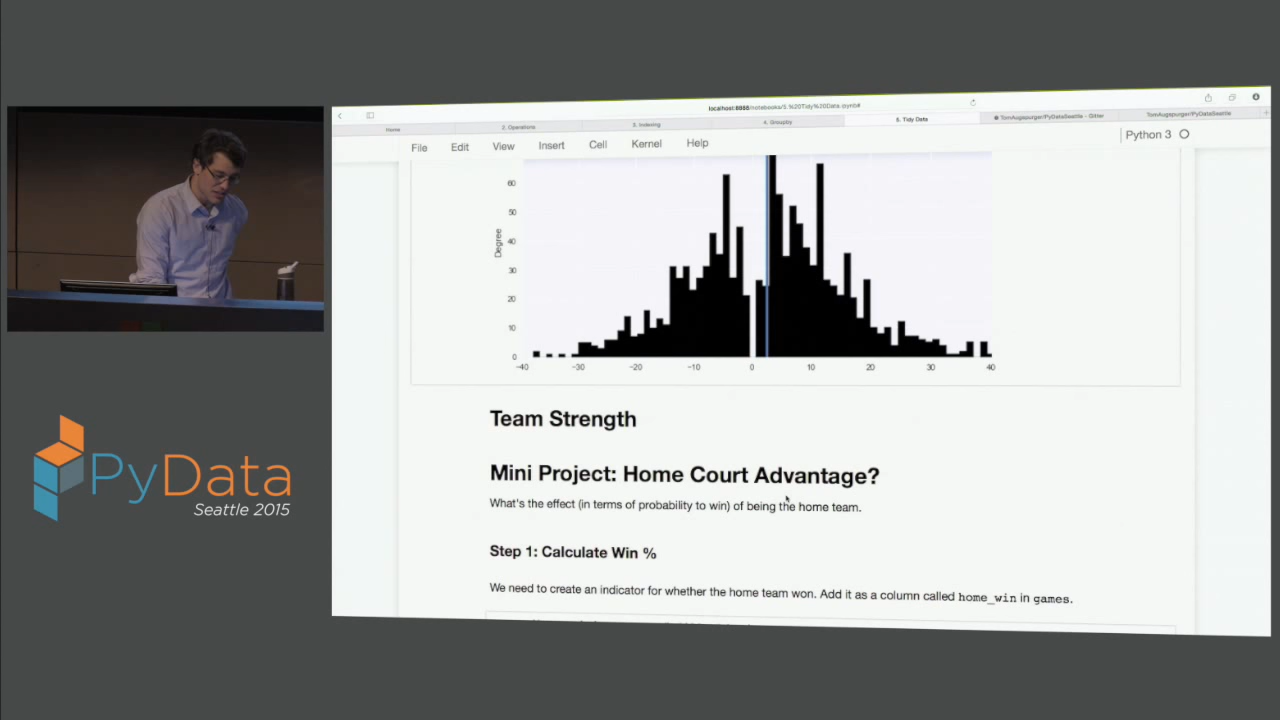 localhost:8888/notebooks/5.%20Tidy%20Data.ipynb#
Home
2. Operations
3. Indexing
4. Groupby
5. Tidy Data
TomAugspurger/PyDataSeattle - Gitter
TomAugspurger/PyDataSeattle
File Edit View Insert Cell Kernel Help
Python 3
60
50
40
30
20
10
0
Degree
−40 −30 −20 −10 0 10 20 30 40
Team Strength
Mini Project: Home Court Advantage?
What's the effect (in terms of probability to win) of being the home team.
Step 1: Calculate Win %
We need to create an indicator for whether the home team won. Add it as a column called home_win in games.
PyData
Seattle 2015